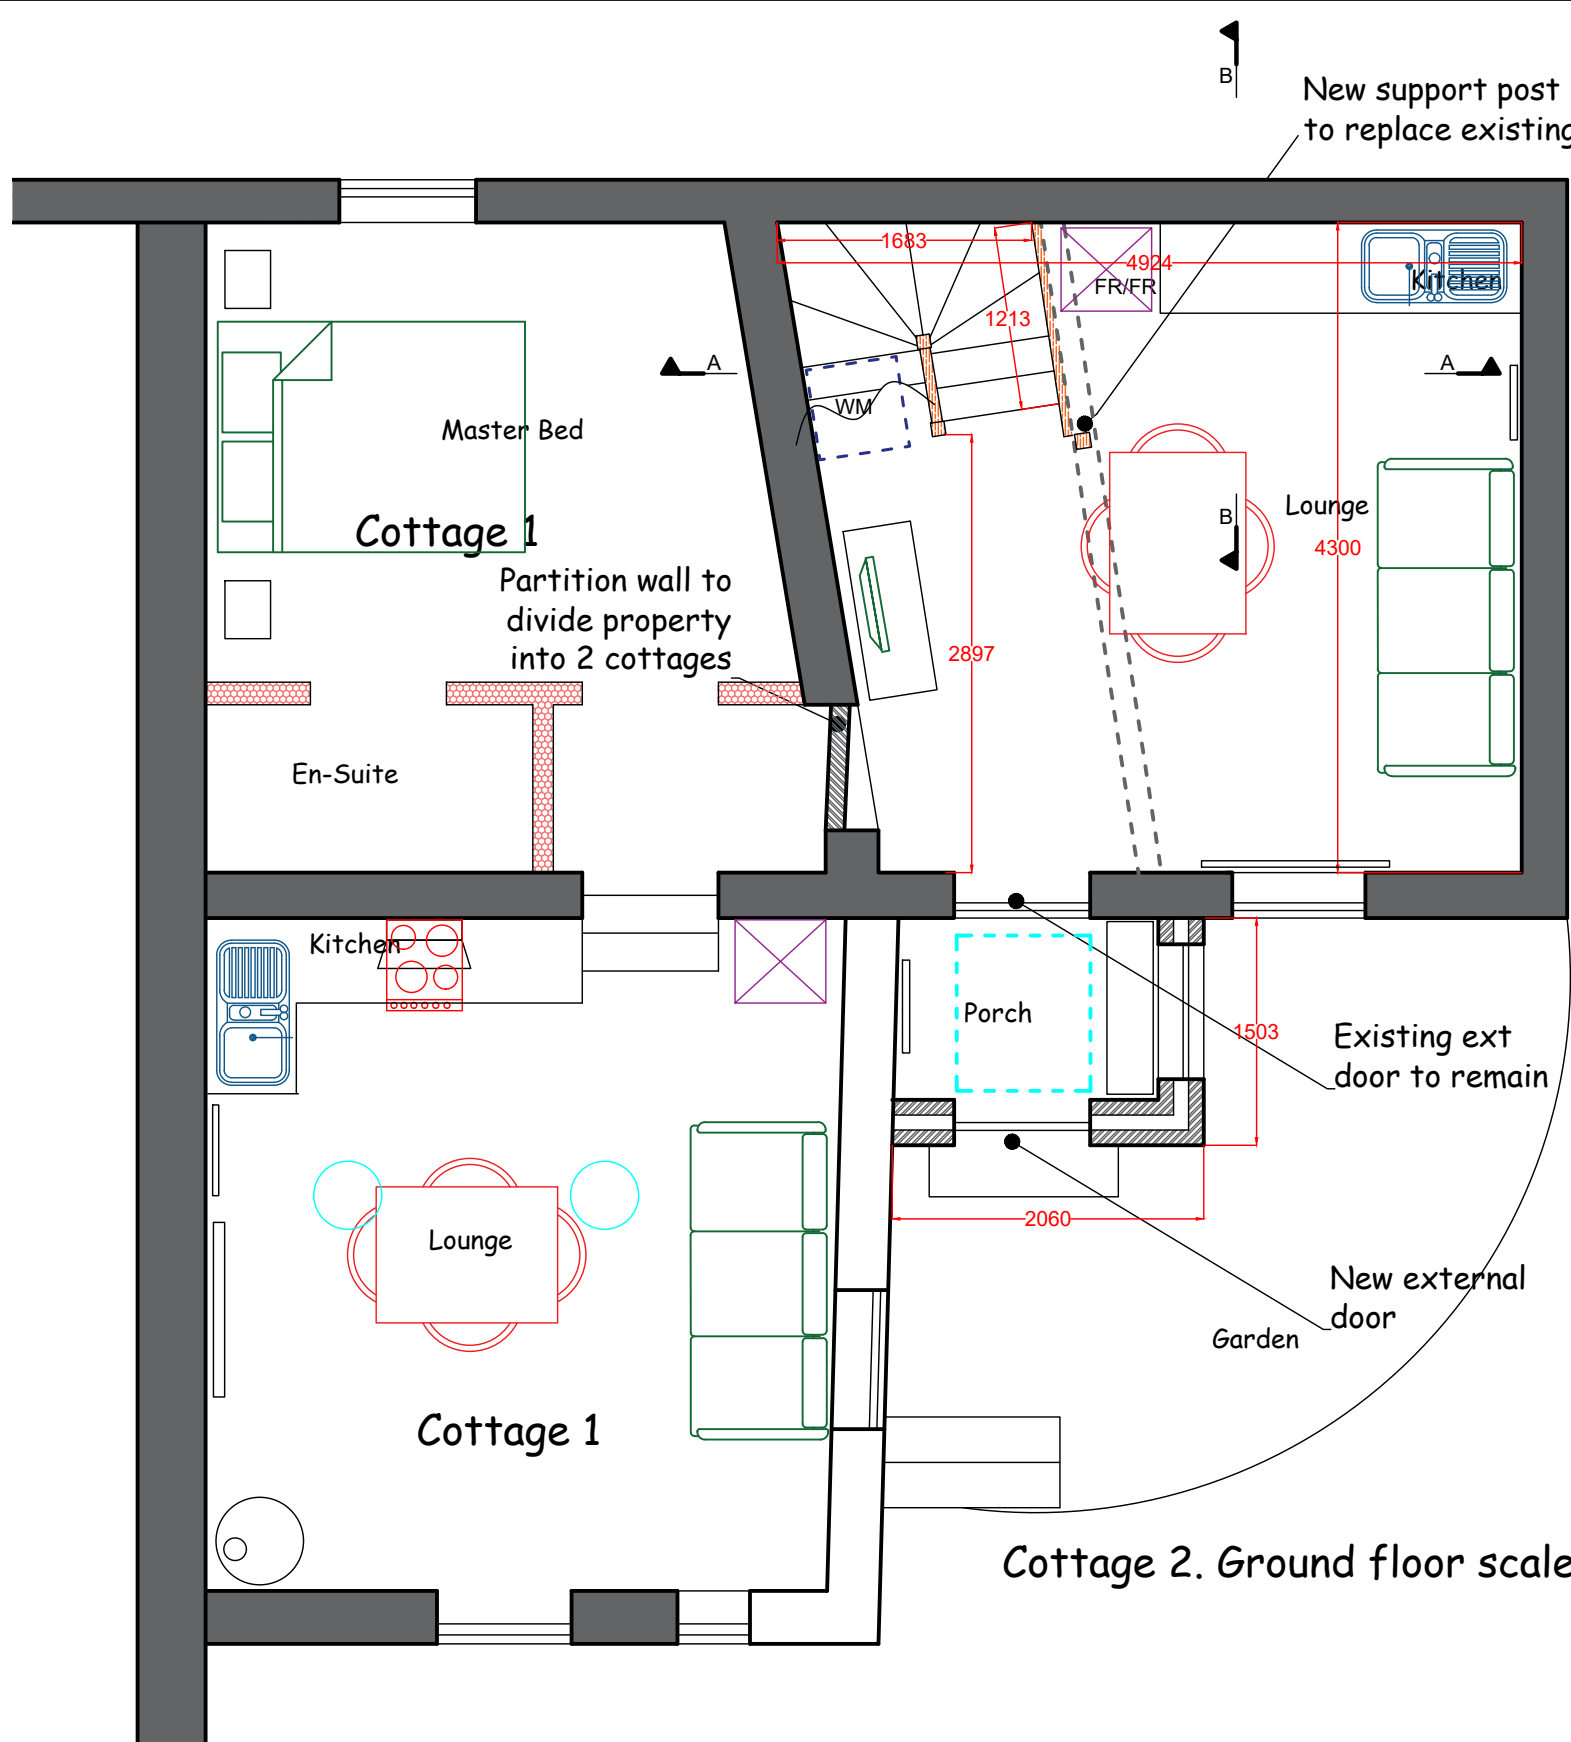 B
New support post
to replace existing
1683
4924
Kitchen
FR/FR
1213
A
A
WM
Master Bed
Lounge
B
Cottage 1
4300
Partition wall to
divide property
into 2 cottages
2897
En-Suite
Kitchen
Porch
1503
Existing ext
door to remain
2060
Lounge
New external
door
Garden
Cottage 1
Cottage 2. Ground floor scale